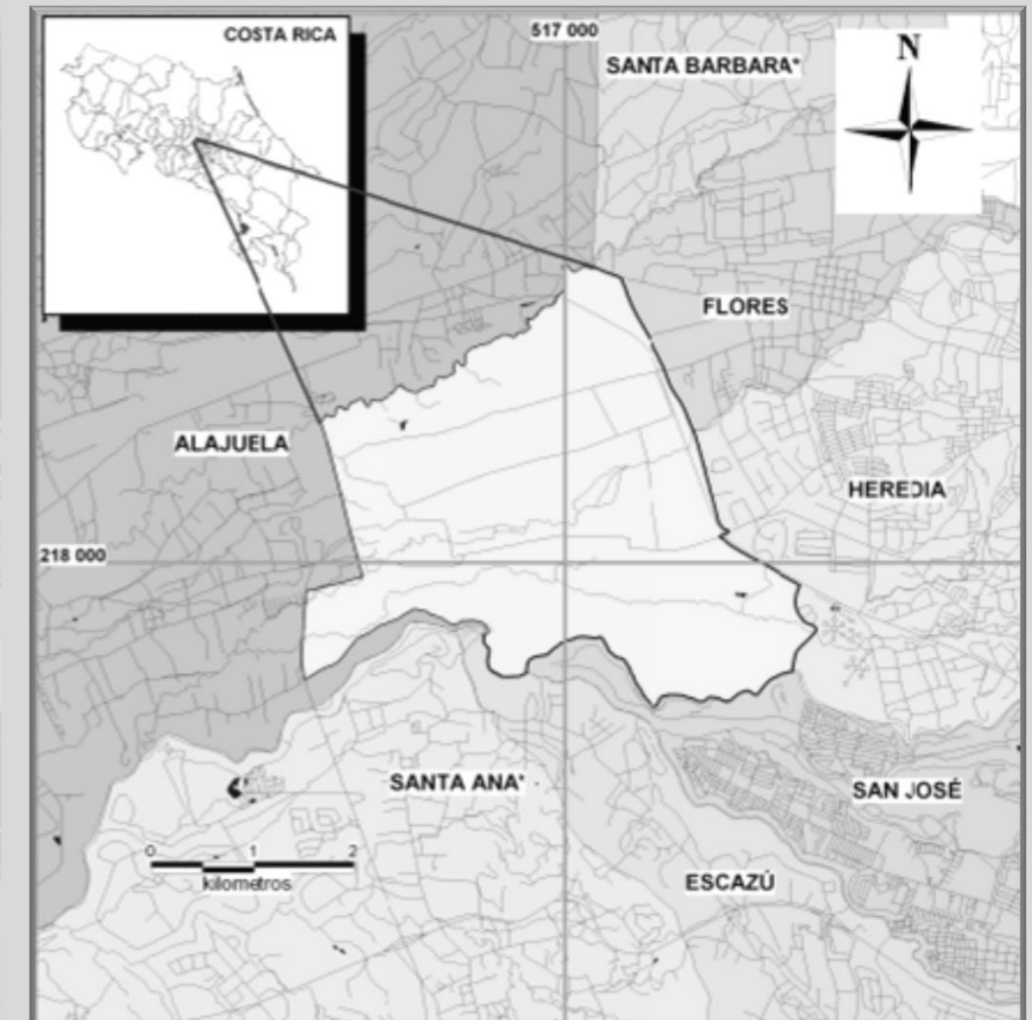 COSTA RICA
517 000
N
SANTA BARBARA*
FLORES
ALAJUELA
HEREDIA
218 000
SANTA ANA*
SAN JOSÉ
0 1 2
kilometros
ESCAZÚ